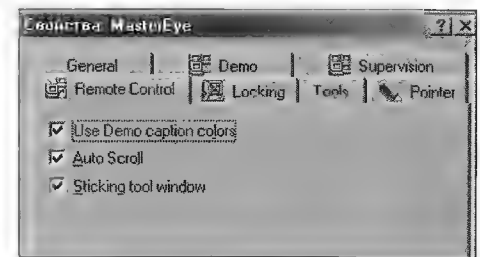 Свойства: MasterEye
General Demo Supervision
Remote Control Locking Tools Pointer
Use Demo caption colors
Auto Scroll
Sticking tool window